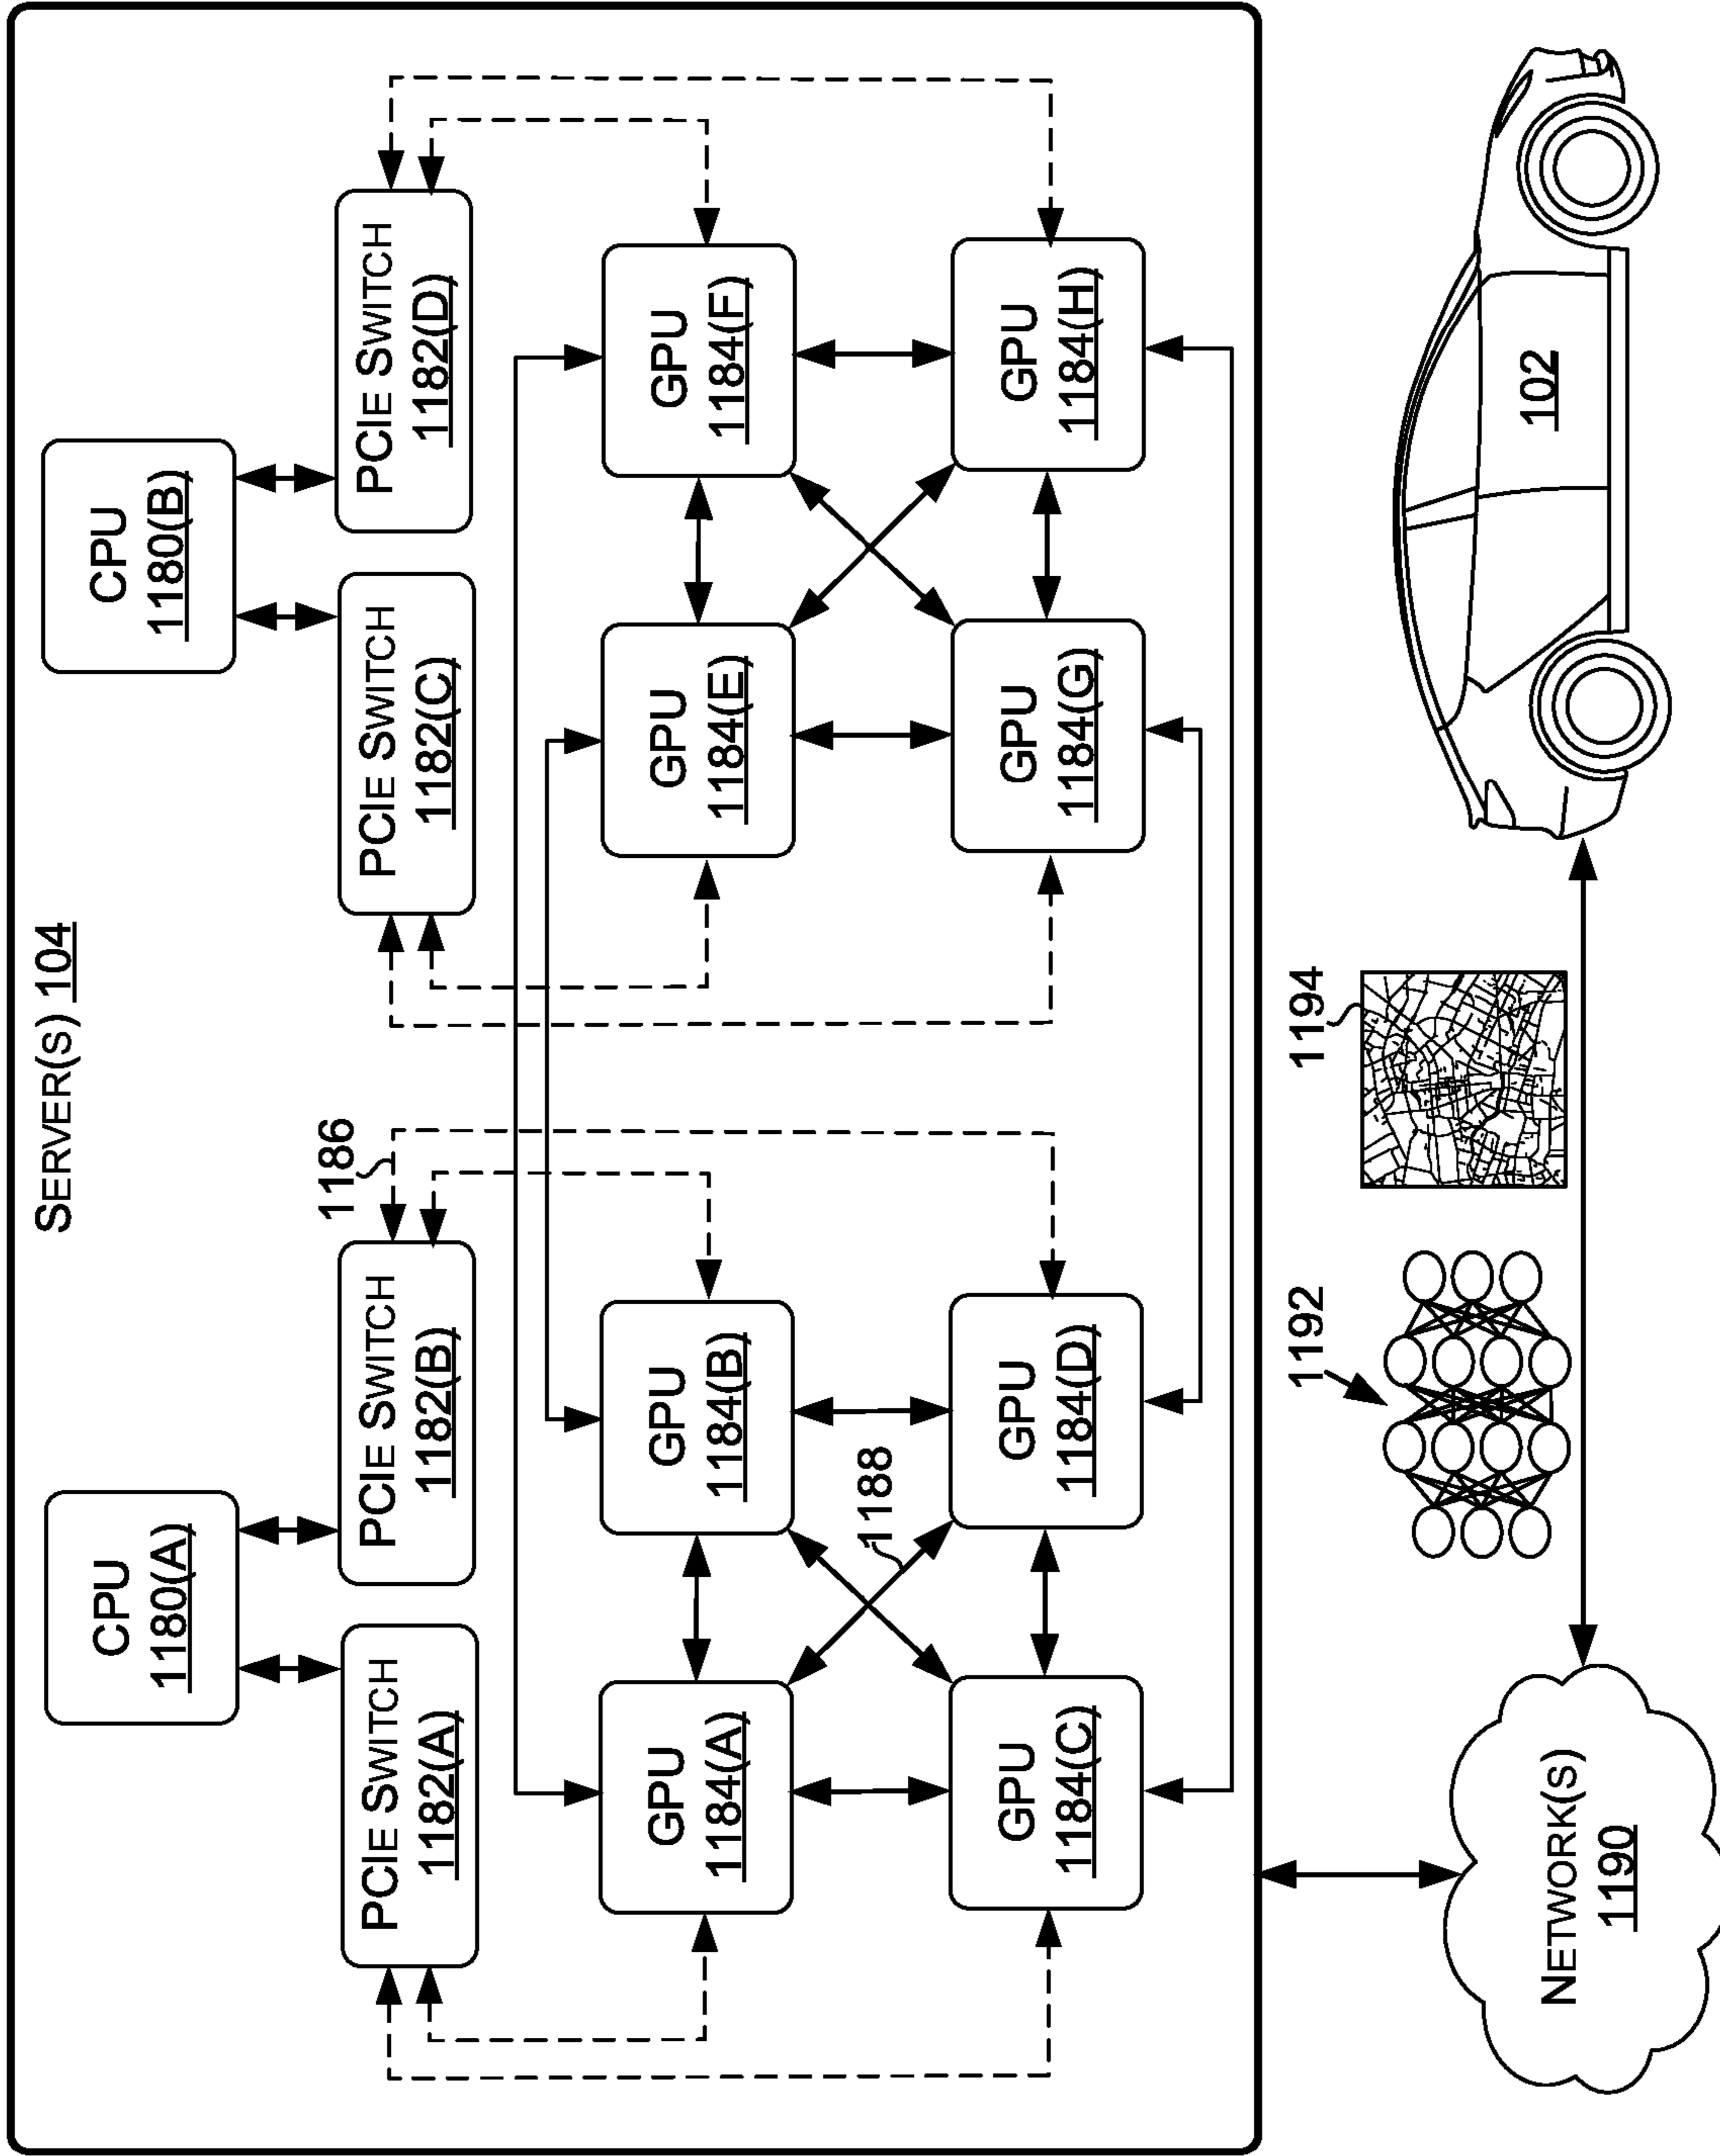 SERVER(S) 104
CPU
1180(A)
CPU
1180(B)
PCIE SWITCH
1182(A)
PCIE SWITCH
1182(B)
1186
PCIE SWITCH
1182(C)
PCIE SWITCH
1182(D)
GPU
1184(A)
GPU
1184(B)
GPU
1184(E)
GPU
1184(F)
1188
GPU
1184(C)
GPU
1184(D)
GPU
1184(G)
GPU
1184(H)
1192
1194
NETWORK(S)
1190
102